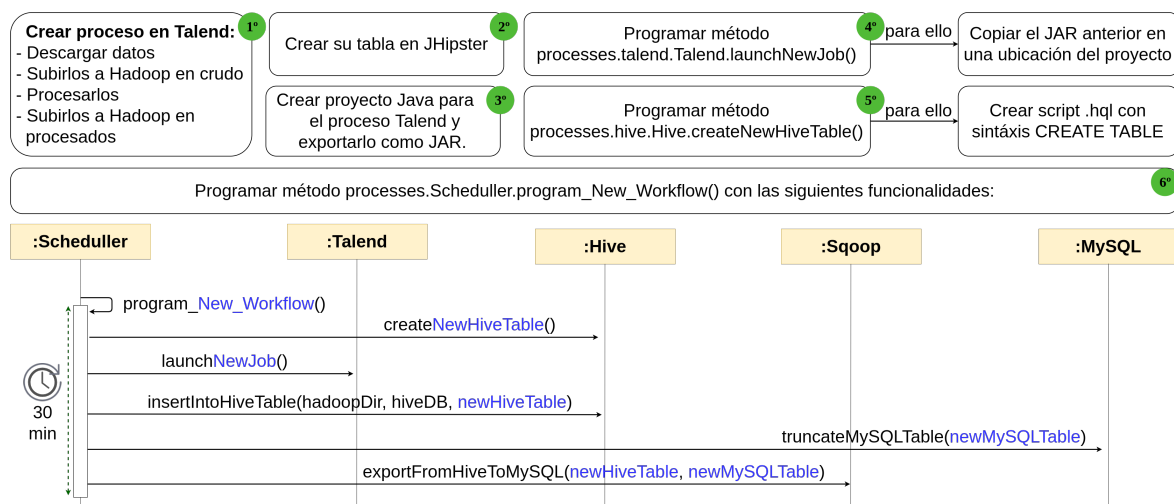 Crear proceso en Talend:
1º
- Descargar datos
- Subirlos a Hadoop en crudo
- Procesarlos
- Subirlos a Hadoop en
procesados
Crear su tabla en JHipster
2º
Crear proyecto Java para
el proceso Talend y
exportarlo como JAR.
3º
Programar método
processes.talend.Talend.launchNewJob()
4º
para ello
Copiar el JAR anterior en
una ubicación del proyecto
Programar método
processes.hive.Hive.createNewHiveTable()
5º
para ello
Crear script .hql con
sintáxis CREATE TABLE
Programar método processes.Scheduller.program_New_Workflow() con las siguientes funcionalidades:
6º
:Scheduller
:Talend
:Hive
:Sqoop
:MySQL
program_New_Workflow()
createNewHiveTable()
launchNewJob()
insertIntoHiveTable(hadoopDir, hiveDB, newHiveTable)
30
min
truncateMySQLTable(newMySQLTable)
exportFromHiveToMySQL(newHiveTable, newMySQLTable)